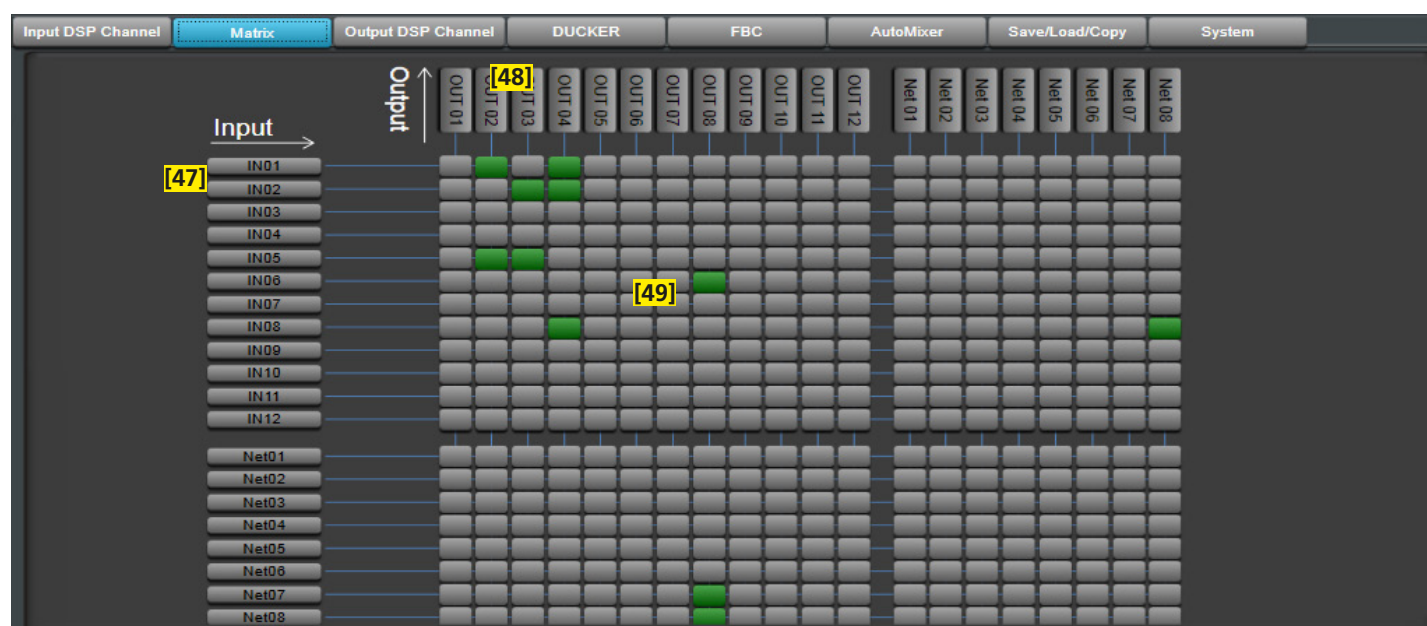 Input DSP Channel Matrix Output DSP Channel DUCKER FBC AutoMixer Save/Load/Copy System
Output
[48]
OUT 01 OUT 02 UT 03 OUT 04 OUT 05 OUT 06 OUT 07 OUT 08 OUT 09 OUT 10 OUT 11 OUT 12 Net 01 Net 02 Net 03 Net 04 Net 05 Net 06 Net 07 Net 08
Input
IN01
[47]
IN02
IN03
IN04
IN05
IN06
[49]
IN07
IN08
IN09
IN10
IN11
IN12
Net01
Net02
Net03
Net04
Net05
Net06
Net07
Net08